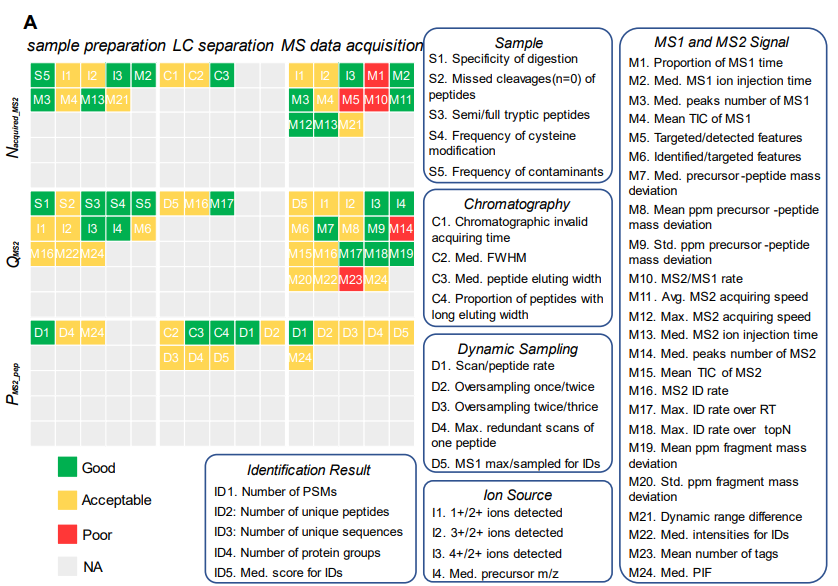 A
sample preparation LC separation MS data acquisition
N acquired_MS2
S5 I1 I2 I3 M2 C1 C2 C3 I1 I2 I3 M1 M2
M3 M4 M13 M21 M3 M4 M5 M10 M11
M12 M13 M21
Q MS2
S1 S2 S3 S4 S5 D5 M16 M17 D5 I1 I2 I3 I4
I1 I2 I3 I4 M6 M6 M7 M8 M9 M14
M16 M22 M24 M15 M16 M17 M18 M19
M20 M22 M23 M24
P MS2_pep
D1 D4 M24 C2 C3 C4 D1 D2 D1 D2 D3 D4 D5
D3 D4 D5 M24
Good
Acceptable
Poor
NA
Identification Result
ID1. Number of PSMs
ID2: Number of unique peptides
ID3: Number of unique sequences
ID4. Number of protein groups
ID5. Med. score for IDs
Sample
S1. Specificity of digestion
S2. Missed cleavages(n=0) of
peptides
S3. Semi/full tryptic peptides
S4. Frequency of cysteine
modification
S5. Frequency of contaminants
Chromatography
C1. Chromatographic invalid
acquiring time
C2. Med. FWHM
C3. Med. peptide eluting width
C4. Proportion of peptides with
long eluting width
Dynamic Sampling
D1. Scan/peptide rate
D2. Oversampling once/twice
D3. Oversampling twice/thrice
D4. Max. redundant scans of
one peptide
D5. MS1 max/sampled for IDs
Ion Source
I1. 1+/2+ ions detected
I2. 3+/2+ ions detected
I3. 4+/2+ ions detected
I4. Med. precursor m/z
MS1 and MS2 Signal
M1. Proportion of MS1 time
M2. Med. MS1 ion injection time
M3. Med. peaks number of MS1
M4. Mean TIC of MS1
M5. Targeted/detected features
M6. Identified/targeted features
M7. Med. precursor -peptide mass
deviation
M8. Mean ppm precursor -peptide
mass deviation
M9. Std. ppm precursor -peptide
mass deviation
M10. MS2/MS1 rate
M11. Avg. MS2 acquiring speed
M12. Max. MS2 acquiring speed
M13. Med. MS2 ion injection time
M14. Med. peaks number of MS2
M15. Mean TIC of MS2
M16. MS2 ID rate
M17. Max. ID rate over RT
M18. Max. ID rate over topN
M19. Mean ppm fragment mass
deviation
M20. Std. ppm fragment mass
deviation
M21. Dynamic range difference
M22. Med. intensities for IDs
M23. Mean number of tags
M24. Med. PIF